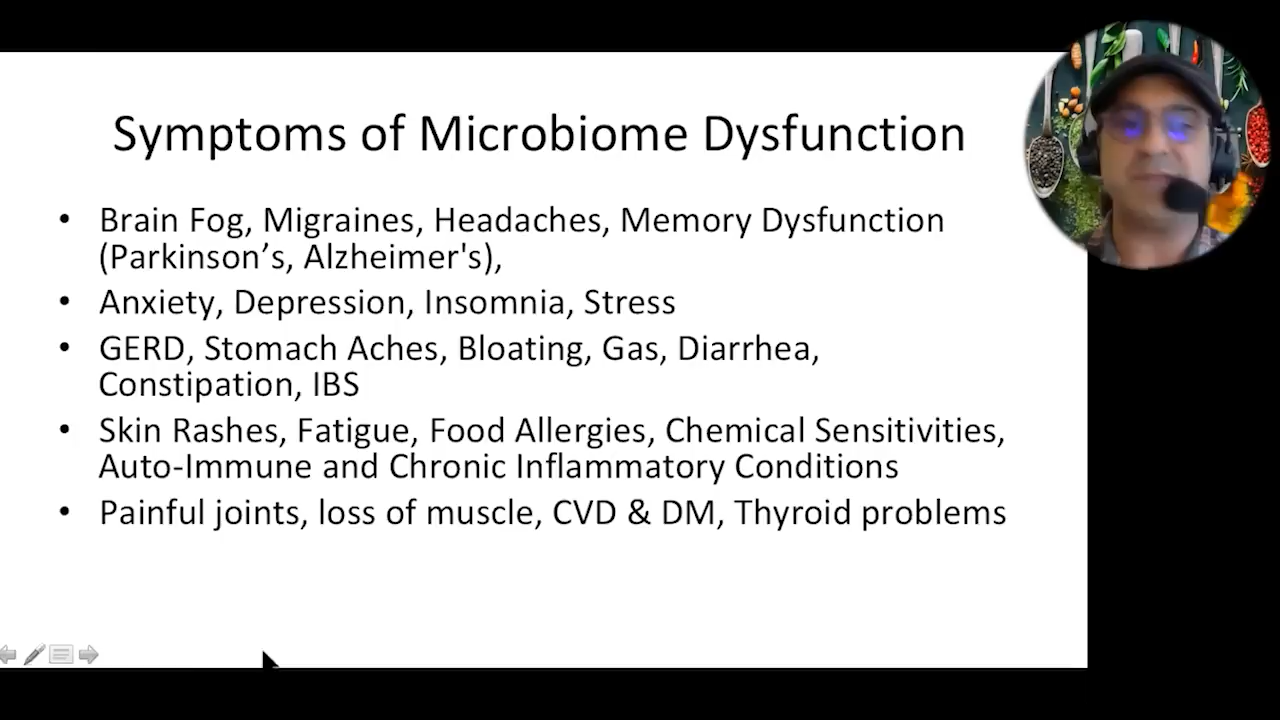 Symptoms of Microbiome Dysfunction
• Brain Fog, Migraines, Headaches, Memory Dysfunction
(Parkinson’s, Alzheimer's),
• Anxiety, Depression, Insomnia, Stress
• GERD, Stomach Aches, Bloating, Gas, Diarrhea,
Constipation, IBS
• Skin Rashes, Fatigue, Food Allergies, Chemical Sensitivities,
Auto-Immune and Chronic Inflammatory Conditions
• Painful joints, loss of muscle, CVD & DM, Thyroid problems